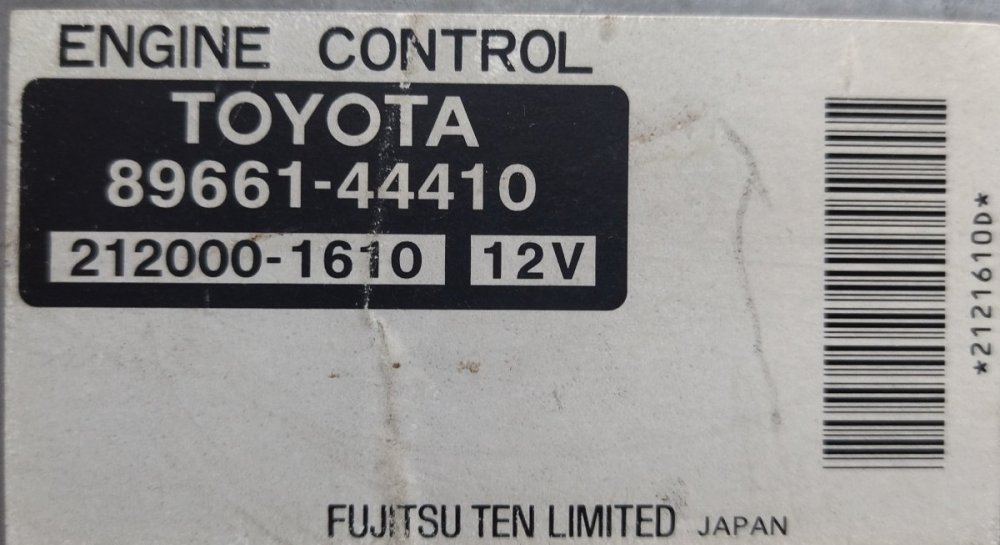 ENGINE CONTROL
TOYOTA
89661-44410
212000-1610 12V
*2121610D*
FUJITSU TEN LIMITED JAPAN